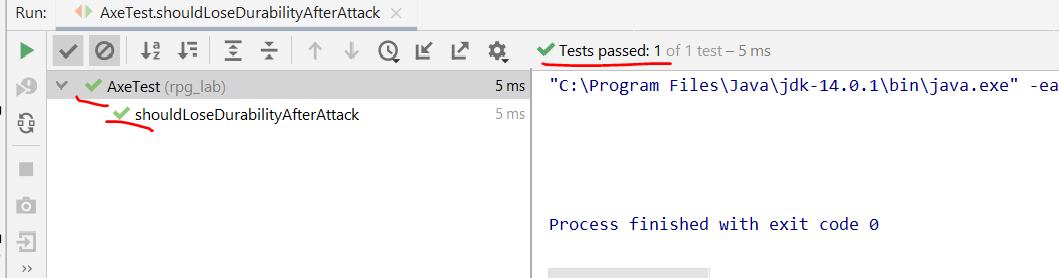 Run: AxeTest.shouldLoseDurabilityAfterAttack
Tests passed: 1 of 1 test – 5 ms
AxeTest (rpg_lab) 5 ms
shouldLoseDurabilityAfterAttack 5 ms
"C:\Program Files\Java\jdk-14.0.1\bin\java.exe" -ea
Process finished with exit code 0